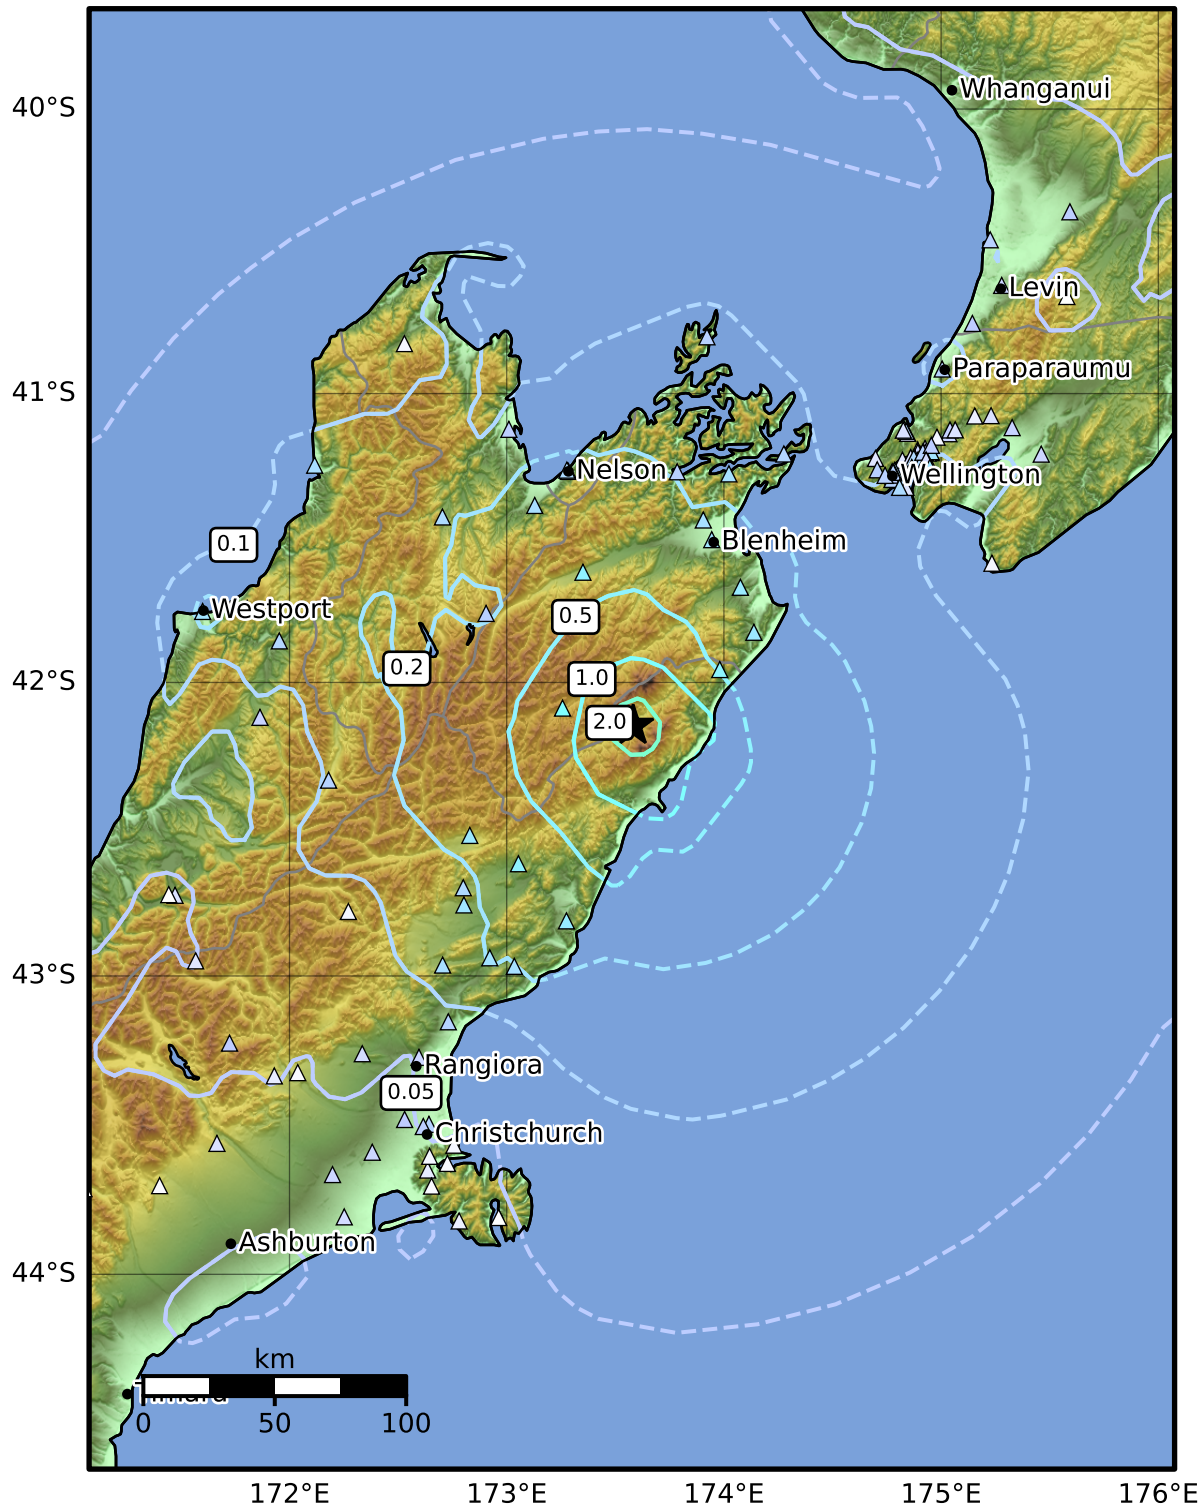 40°S
Whanganui
Levin
Paraparaumu
41°S
Nelson
Wellington
0.1
Blenheim
Westport
0.5
0.2
1.0
42°S
2.0
43°S
Rangiora
0.05
Christchurch
Ashburton
44°S
km
Timaru
0 50 100
172°E 173°E 174°E 175°E 176°E